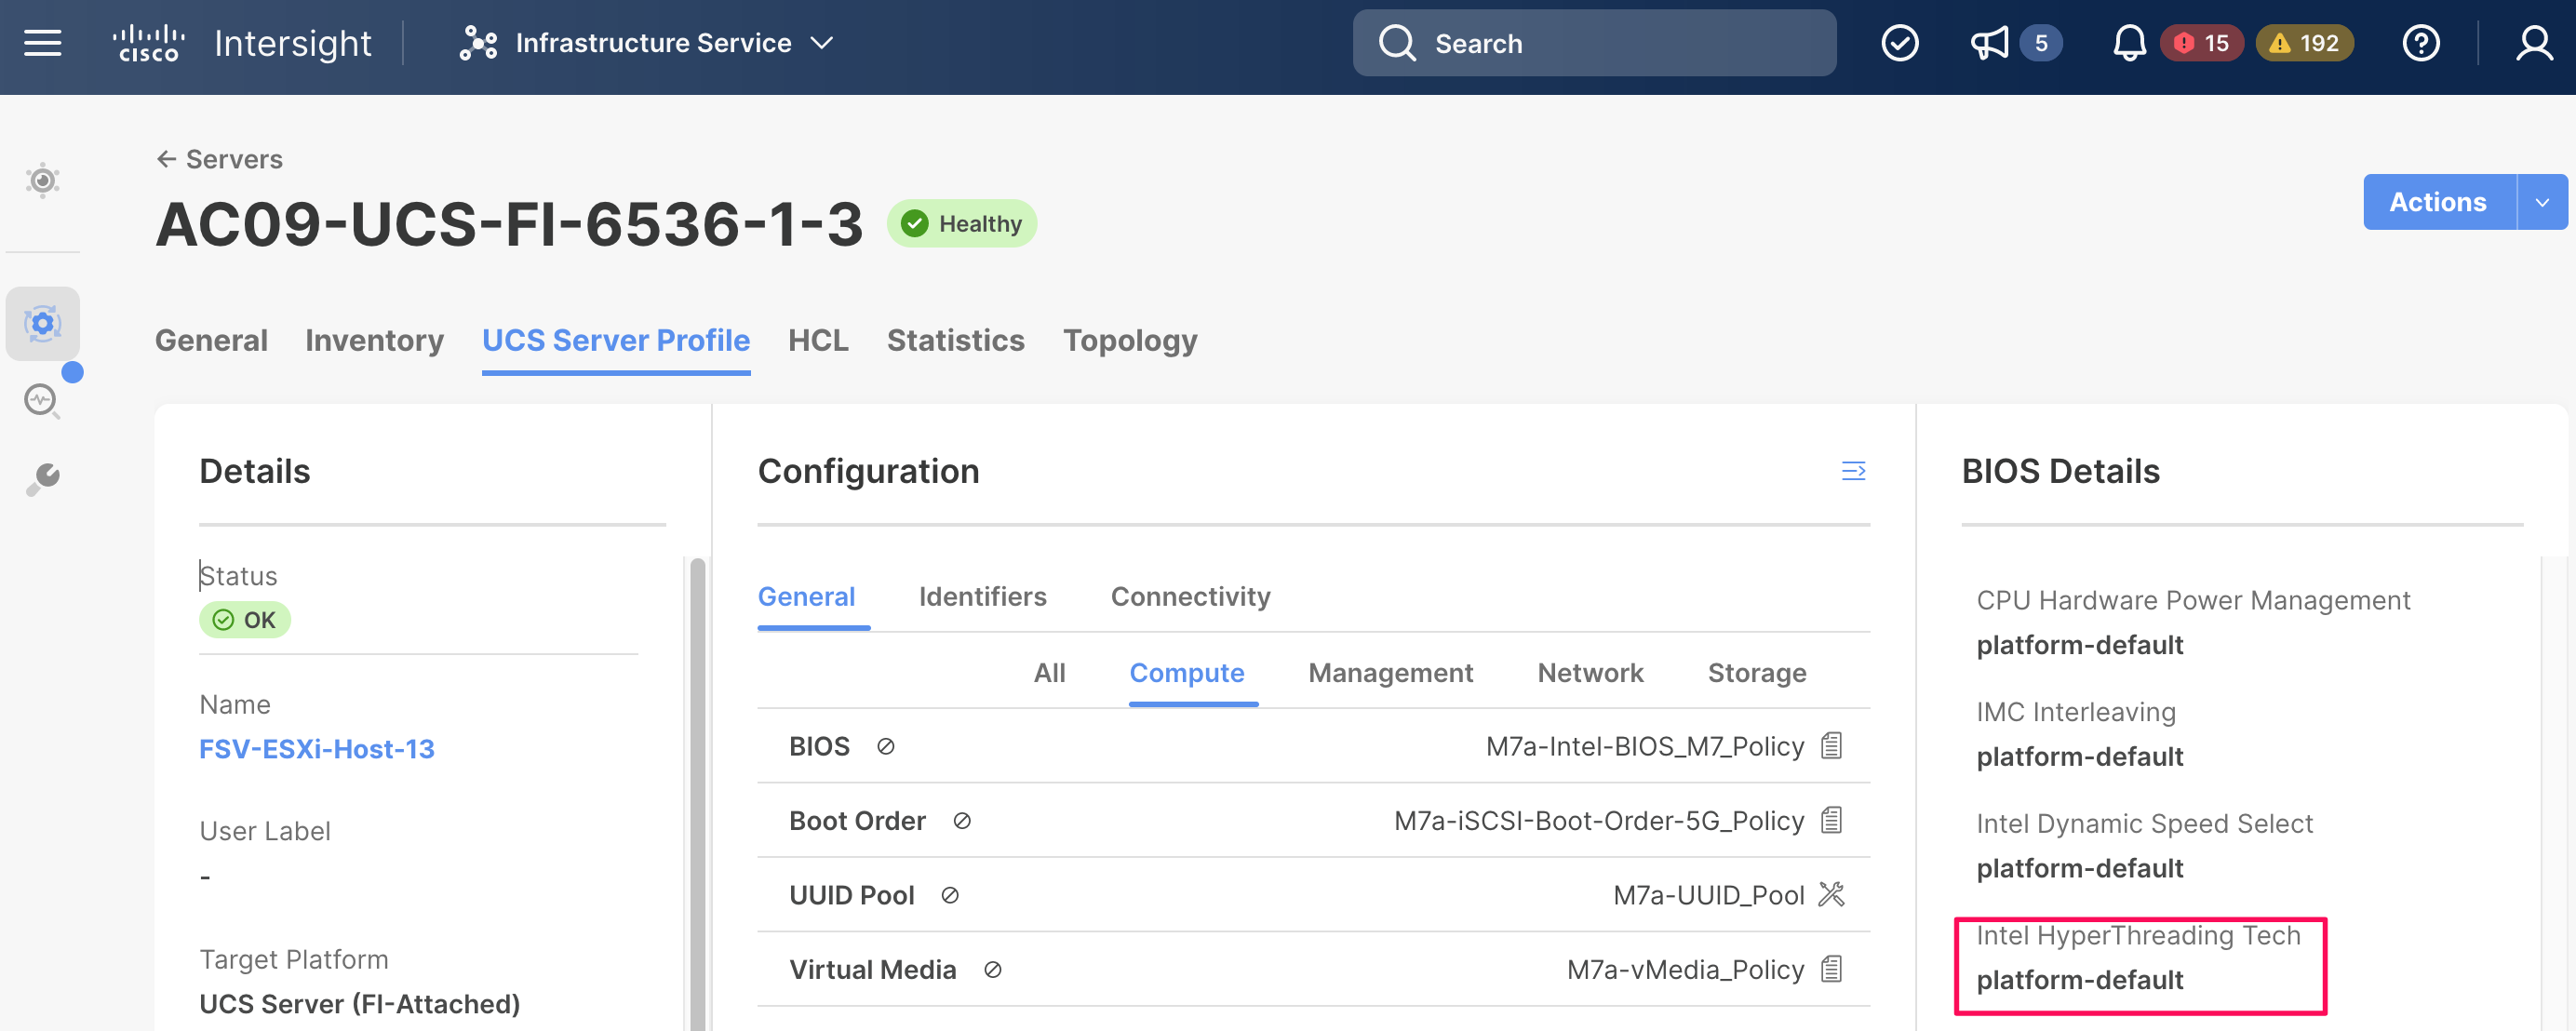 CISCO Intersight Infrastructure Service Search 5 15 192
Servers
AC09-UCS-FI-6536-1-3 Healthy
Actions
General Inventory UCS Server Profile HCL Statistics Topology
Details
Status
OK
Name
FSV-ESXi-Host-13
User Label
-
Target Platform
UCS Server (FI-Attached)
Configuration
General Identifiers Connectivity
All Compute Management Network Storage
BIOS M7a-Intel-BIOS_M7_Policy
Boot Order M7a-iSCSI-Boot-Order-5G_Policy
UUID Pool M7a-UUID_Pool
Virtual Media M7a-vMedia_Policy
BIOS Details
CPU Hardware Power Management
platform-default
IMC Interleaving
platform-default
Intel Dynamic Speed Select
platform-default
Intel HyperThreading Tech
platform-default